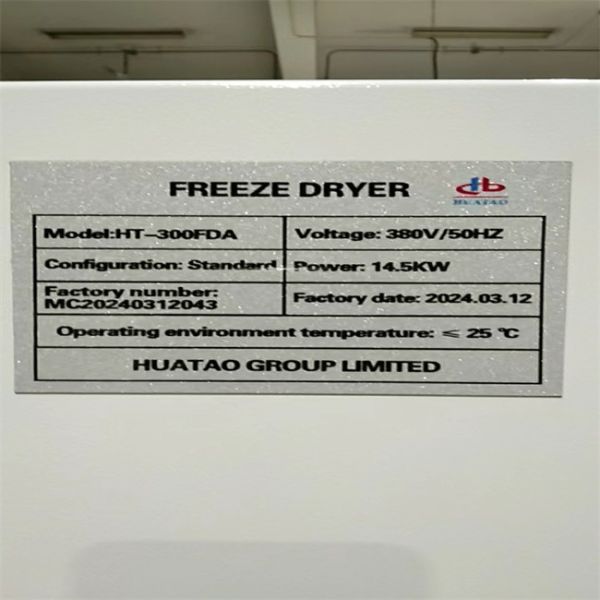 FREEZE DRYER
HUATAO
Model:HT-300FDA
Voltage: 380V/50HZ
Configuration: Standard
Power: 14.5KW
Factory number:
MC20240312043
Factory date: 2024.03.12
Operating environment temperature: ≤ 25 ℃
HUATAO GROUP LIMITED